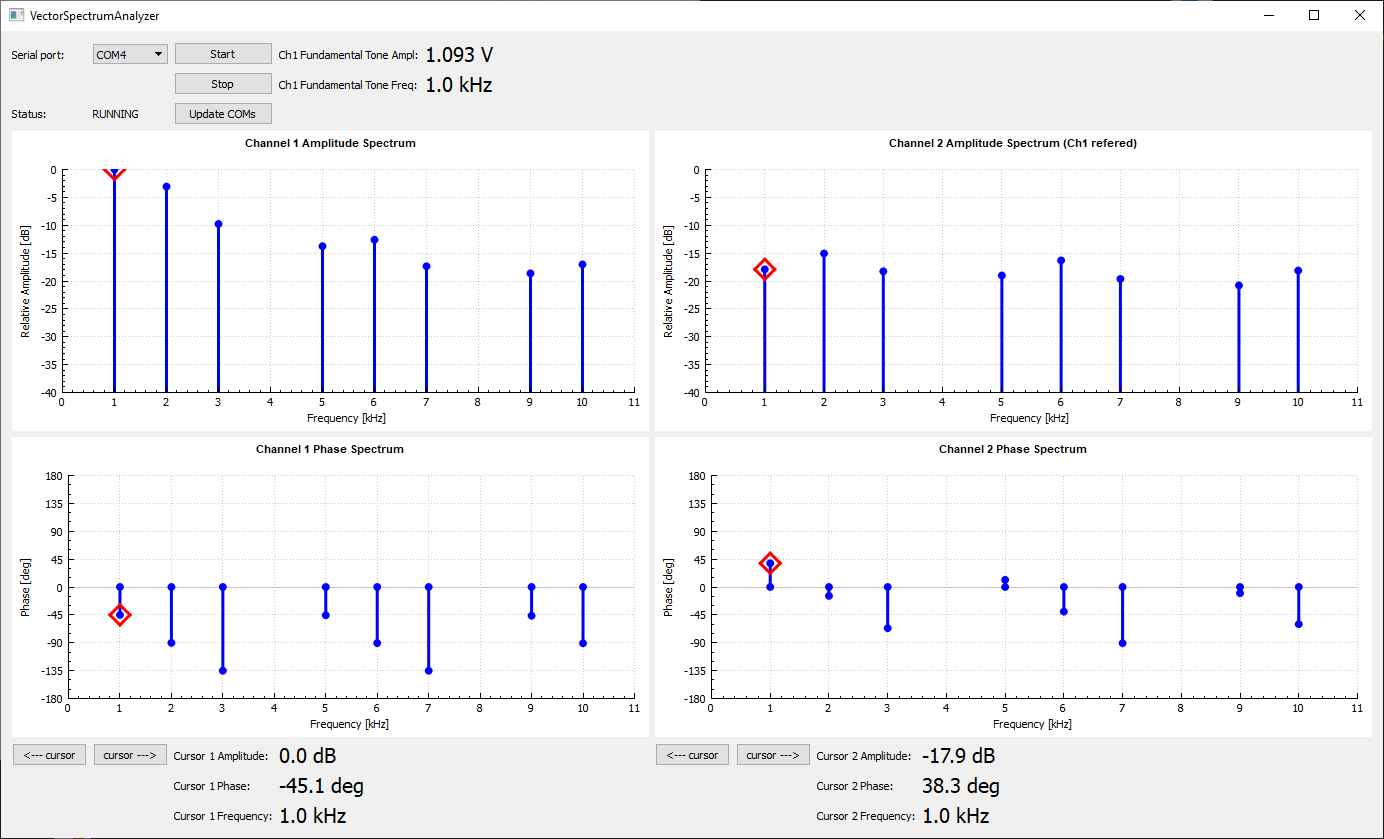 VectorSpectrumAnalyzer
Serial port: COM4 Start Ch1 Fundamental Tone Ampl: 1.093 V
Stop Ch1 Fundamental Tone Freq: 1.0 kHz
Status: RUNNING Update COMs
Channel 1 Amplitude Spectrum
Relative Amplitude [dB]
0
-5
-10
-15
-20
-25
-30
-35
-40
0 1 2 3 4 5 6 7 8 9 10 11
Frequency [kHz]
Channel 2 Amplitude Spectrum (Ch1 refered)
Relative Amplitude [dB]
0
-5
-10
-15
-20
-25
-30
-35
-40
0 1 2 3 4 5 6 7 8 9 10 11
Frequency [kHz]
Channel 1 Phase Spectrum
Phase [deg]
180
135
90
45
0
-45
-90
-135
-180
0 1 2 3 4 5 6 7 8 9 10 11
Frequency [kHz]
Channel 2 Phase Spectrum
Phase [deg]
180
135
90
45
0
-45
-90
-135
-180
0 1 2 3 4 5 6 7 8 9 10 11
Frequency [kHz]
<--- cursor cursor ---> Cursor 1 Amplitude: 0.0 dB
Cursor 1 Phase: -45.1 deg
Cursor 1 Frequency: 1.0 kHz
<--- cursor cursor ---> Cursor 2 Amplitude: -17.9 dB
Cursor 2 Phase: 38.3 deg
Cursor 2 Frequency: 1.0 kHz